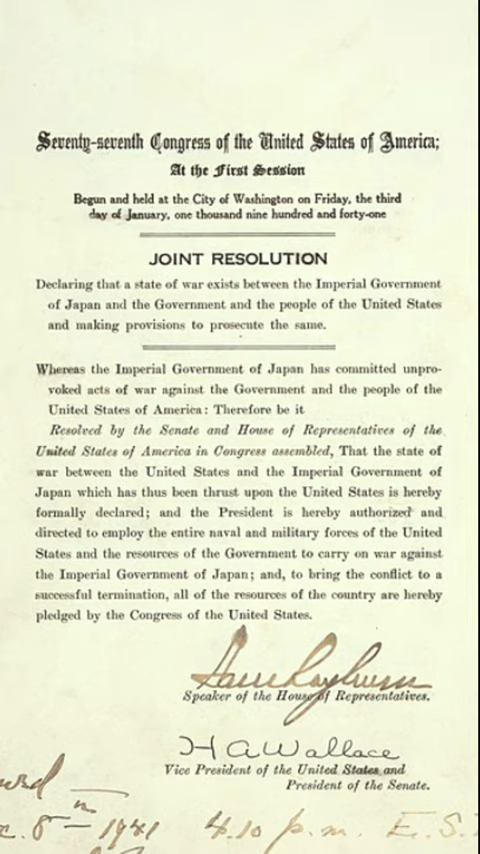 Seventy-seventh Congress of the United States of America;
At the First Session
Begun and held at the City of Washington on Friday, the third
day of January, one thousand nine hundred and forty-one
JOINT RESOLUTION
Declaring that a state of war exists between the Imperial Government
of Japan and the Government and the people of the United States
and making provisions to prosecute the same.
Whereas the Imperial Government of Japan has committed unpro-
voked acts of war against the Government and the people of the
United States of America: Therefore be it
Resolved by the Senate and House of Representatives of the
United States of America in Congress assembled, That the state of
war between the United States and the Imperial Government of
Japan which has thus been thrust upon the United States is hereby
formally declared; and the President is hereby authorized and
directed to employ the entire naval and military forces of the United
States and the resources of the Government to carry on war against
the Imperial Government of Japan; and, to bring the conflict to a
successful termination, all of the resources of the country are hereby
pledged by the Congress of the United States.
Sam Rayburn
Speaker of the House of Representatives.
H A Wallace
Vice President of the United States and
President of the Senate.
c. 8th — 1941 4.10 p.m. E.S.